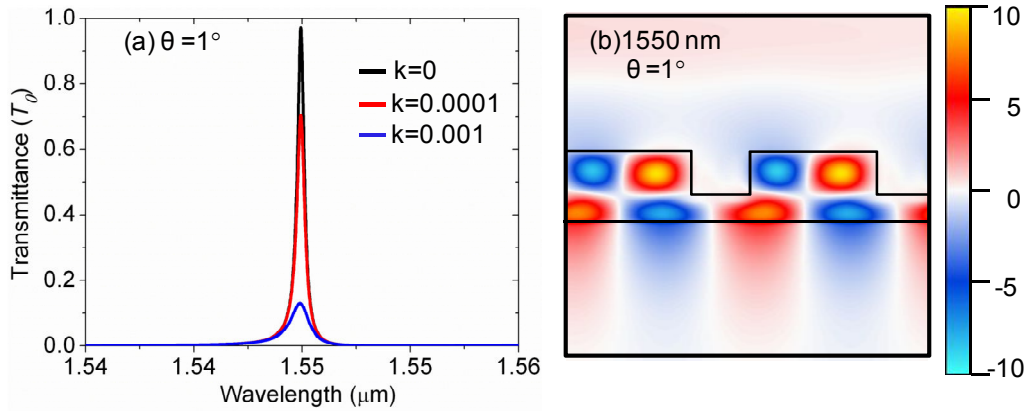 (a) θ =1°
k=0
k=0.0001
k=0.001
Transmittance (T₀)
1.0
0.8
0.6
0.4
0.2
0.0
1.54
1.54
1.55
1.55
1.56
Wavelength (μm)
(b)1550 nm
θ =1°
10
5
0
-5
-10